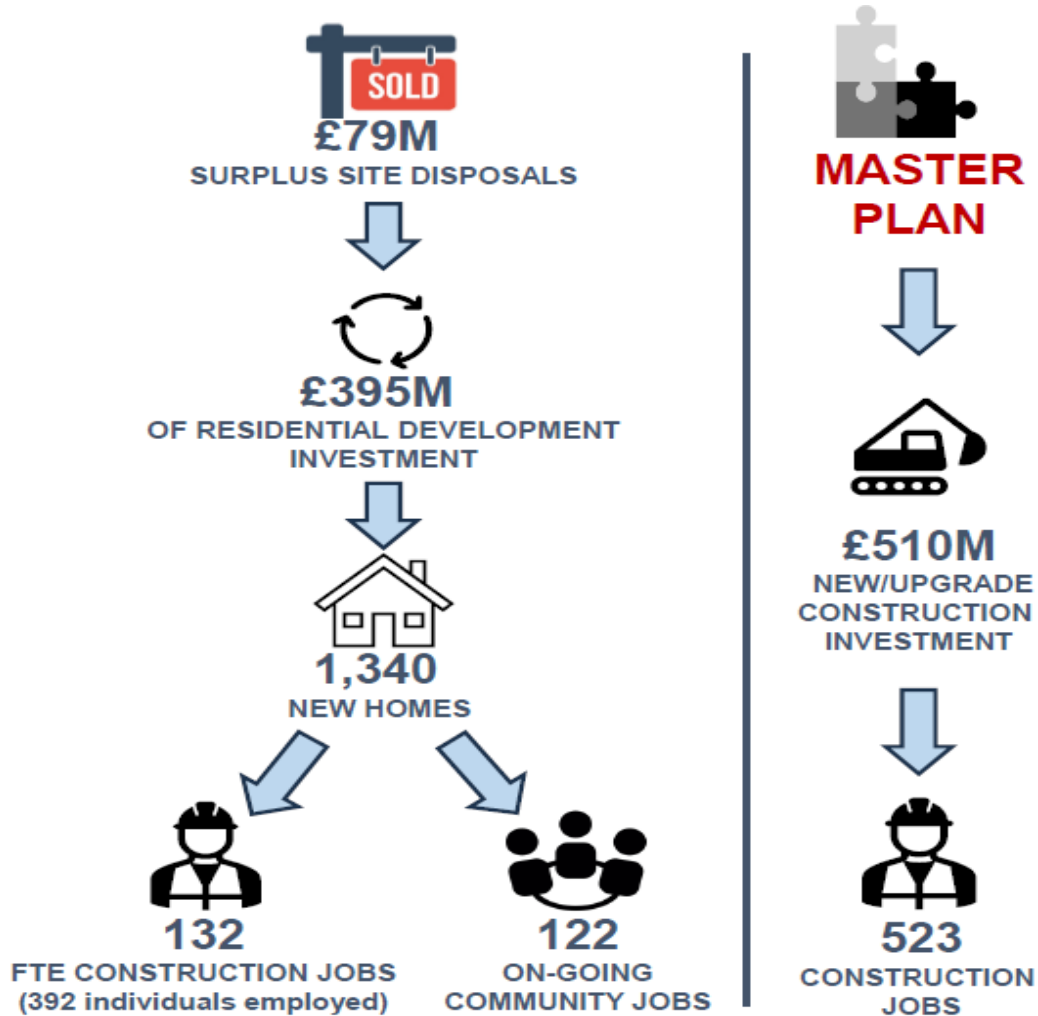 SOLD
£79M
SURPLUS SITE DISPOSALS
£395M
OF RESIDENTIAL DEVELOPMENT
INVESTMENT
1,340
NEW HOMES
132
FTE CONSTRUCTION JOBS
(392 individuals employed)
122
ON-GOING
COMMUNITY JOBS
MASTER
PLAN
£510M
NEW/UPGRADE
CONSTRUCTION
INVESTMENT
523
CONSTRUCTION
JOBS